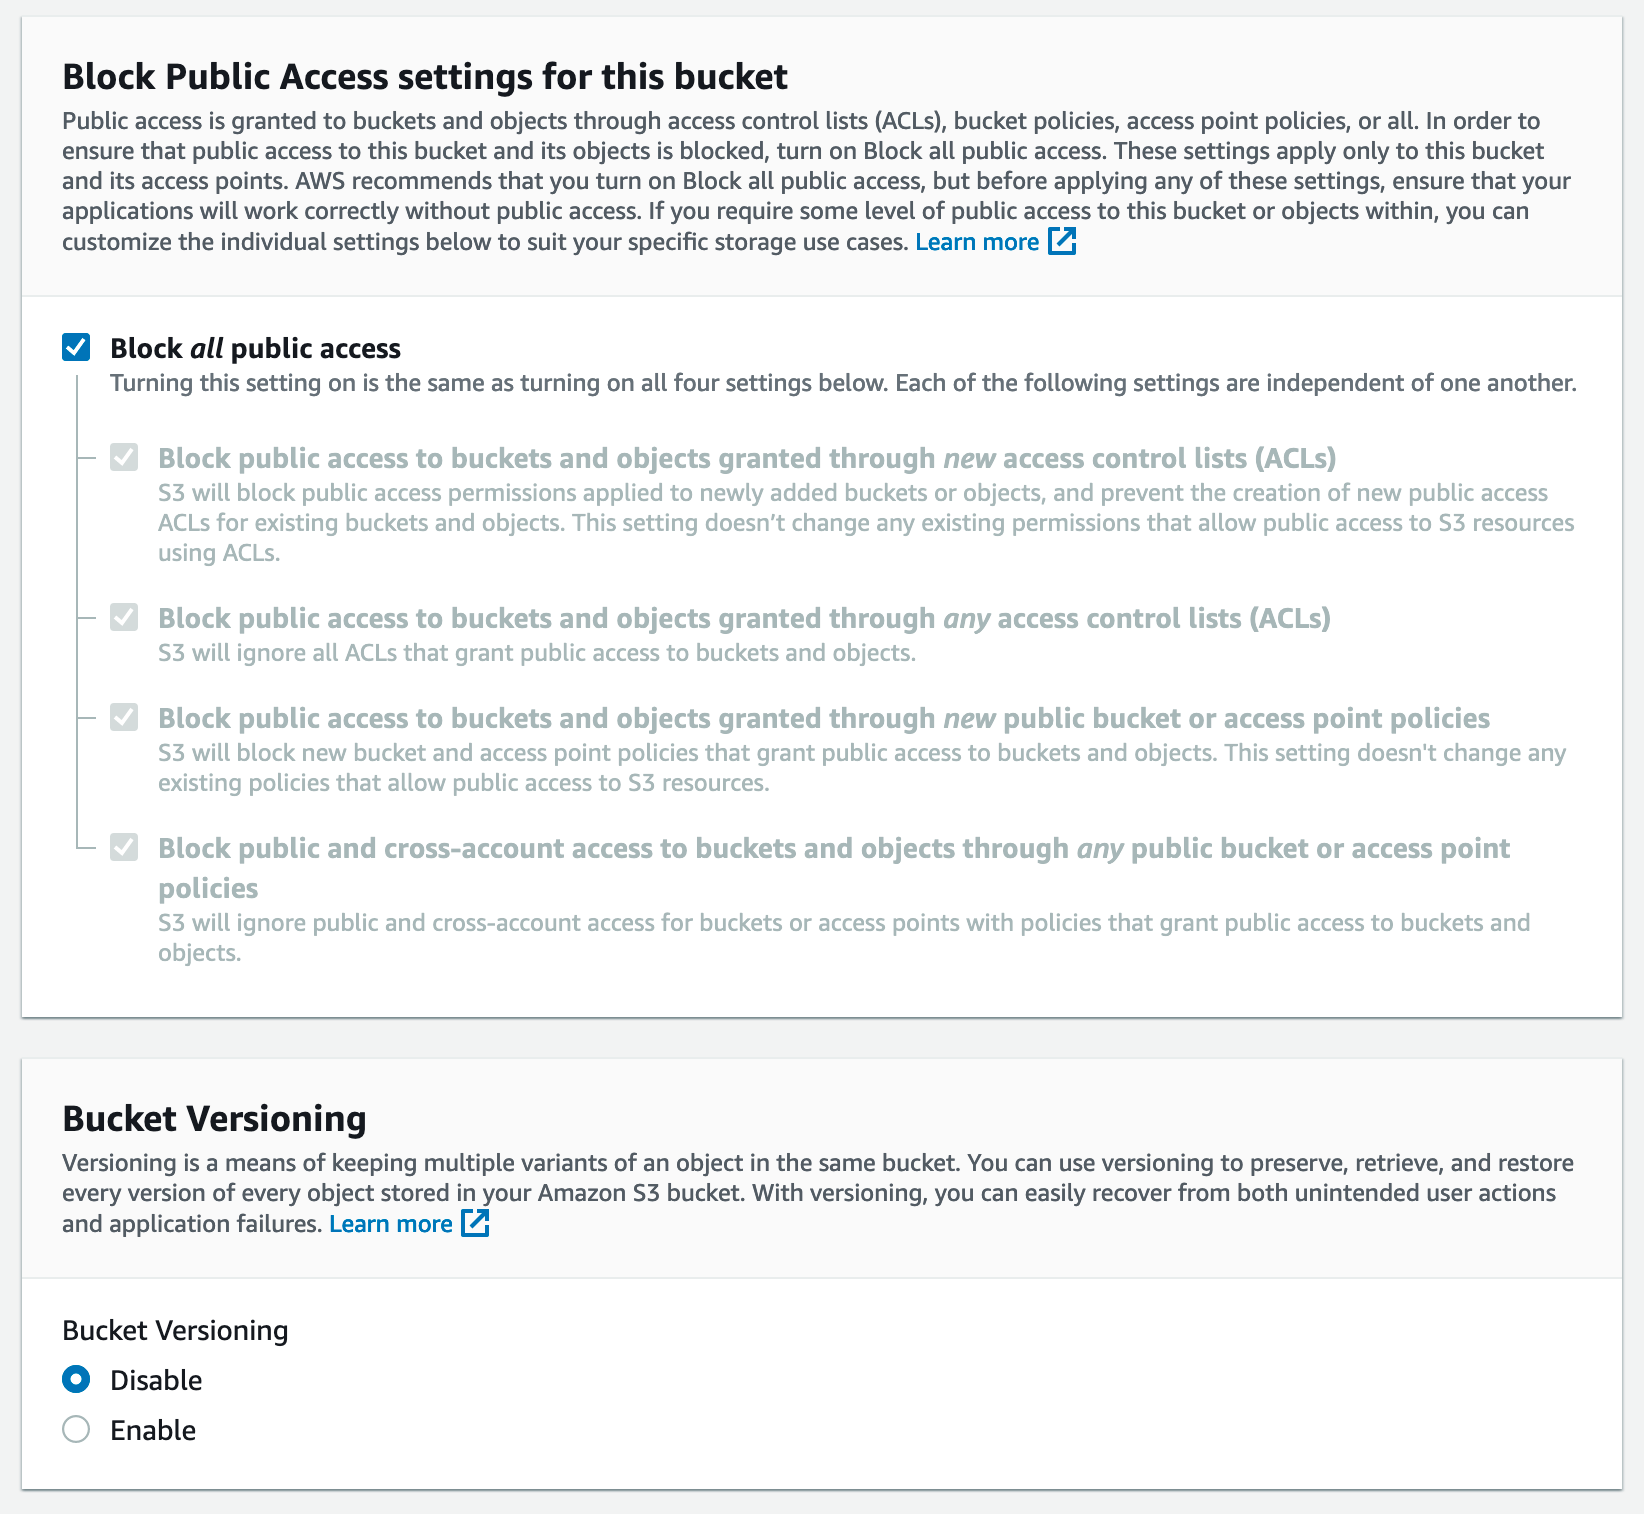 Block Public Access settings for this bucket
Public access is granted to buckets and objects through access control lists (ACLs), bucket policies, access point policies, or all. In order to
ensure that public access to this bucket and its objects is blocked, turn on Block all public access. These settings apply only to this bucket
and its access points. AWS recommends that you turn on Block all public access, but before applying any of these settings, ensure that your
applications will work correctly without public access. If you require some level of public access to this bucket or objects within, you can
customize the individual settings below to suit your specific storage use cases. Learn more
Block all public access
Turning this setting on is the same as turning on all four settings below. Each of the following settings are independent of one another.
Block public access to buckets and objects granted through new access control lists (ACLs)
S3 will block public access permissions applied to newly added buckets or objects, and prevent the creation of new public access
ACLs for existing buckets and objects. This setting doesn’t change any existing permissions that allow public access to S3 resources
using ACLs.
Block public access to buckets and objects granted through any access control lists (ACLs)
S3 will ignore all ACLs that grant public access to buckets and objects.
Block public access to buckets and objects granted through new public bucket or access point policies
S3 will block new bucket and access point policies that grant public access to buckets and objects. This setting doesn't change any
existing policies that allow public access to S3 resources.
Block public and cross-account access to buckets and objects through any public bucket or access point
policies
S3 will ignore public and cross-account access for buckets or access points with policies that grant public access to buckets and
objects.
Bucket Versioning
Versioning is a means of keeping multiple variants of an object in the same bucket. You can use versioning to preserve, retrieve, and restore
every version of every object stored in your Amazon S3 bucket. With versioning, you can easily recover from both unintended user actions
and application failures. Learn more
Bucket Versioning
Disable
Enable